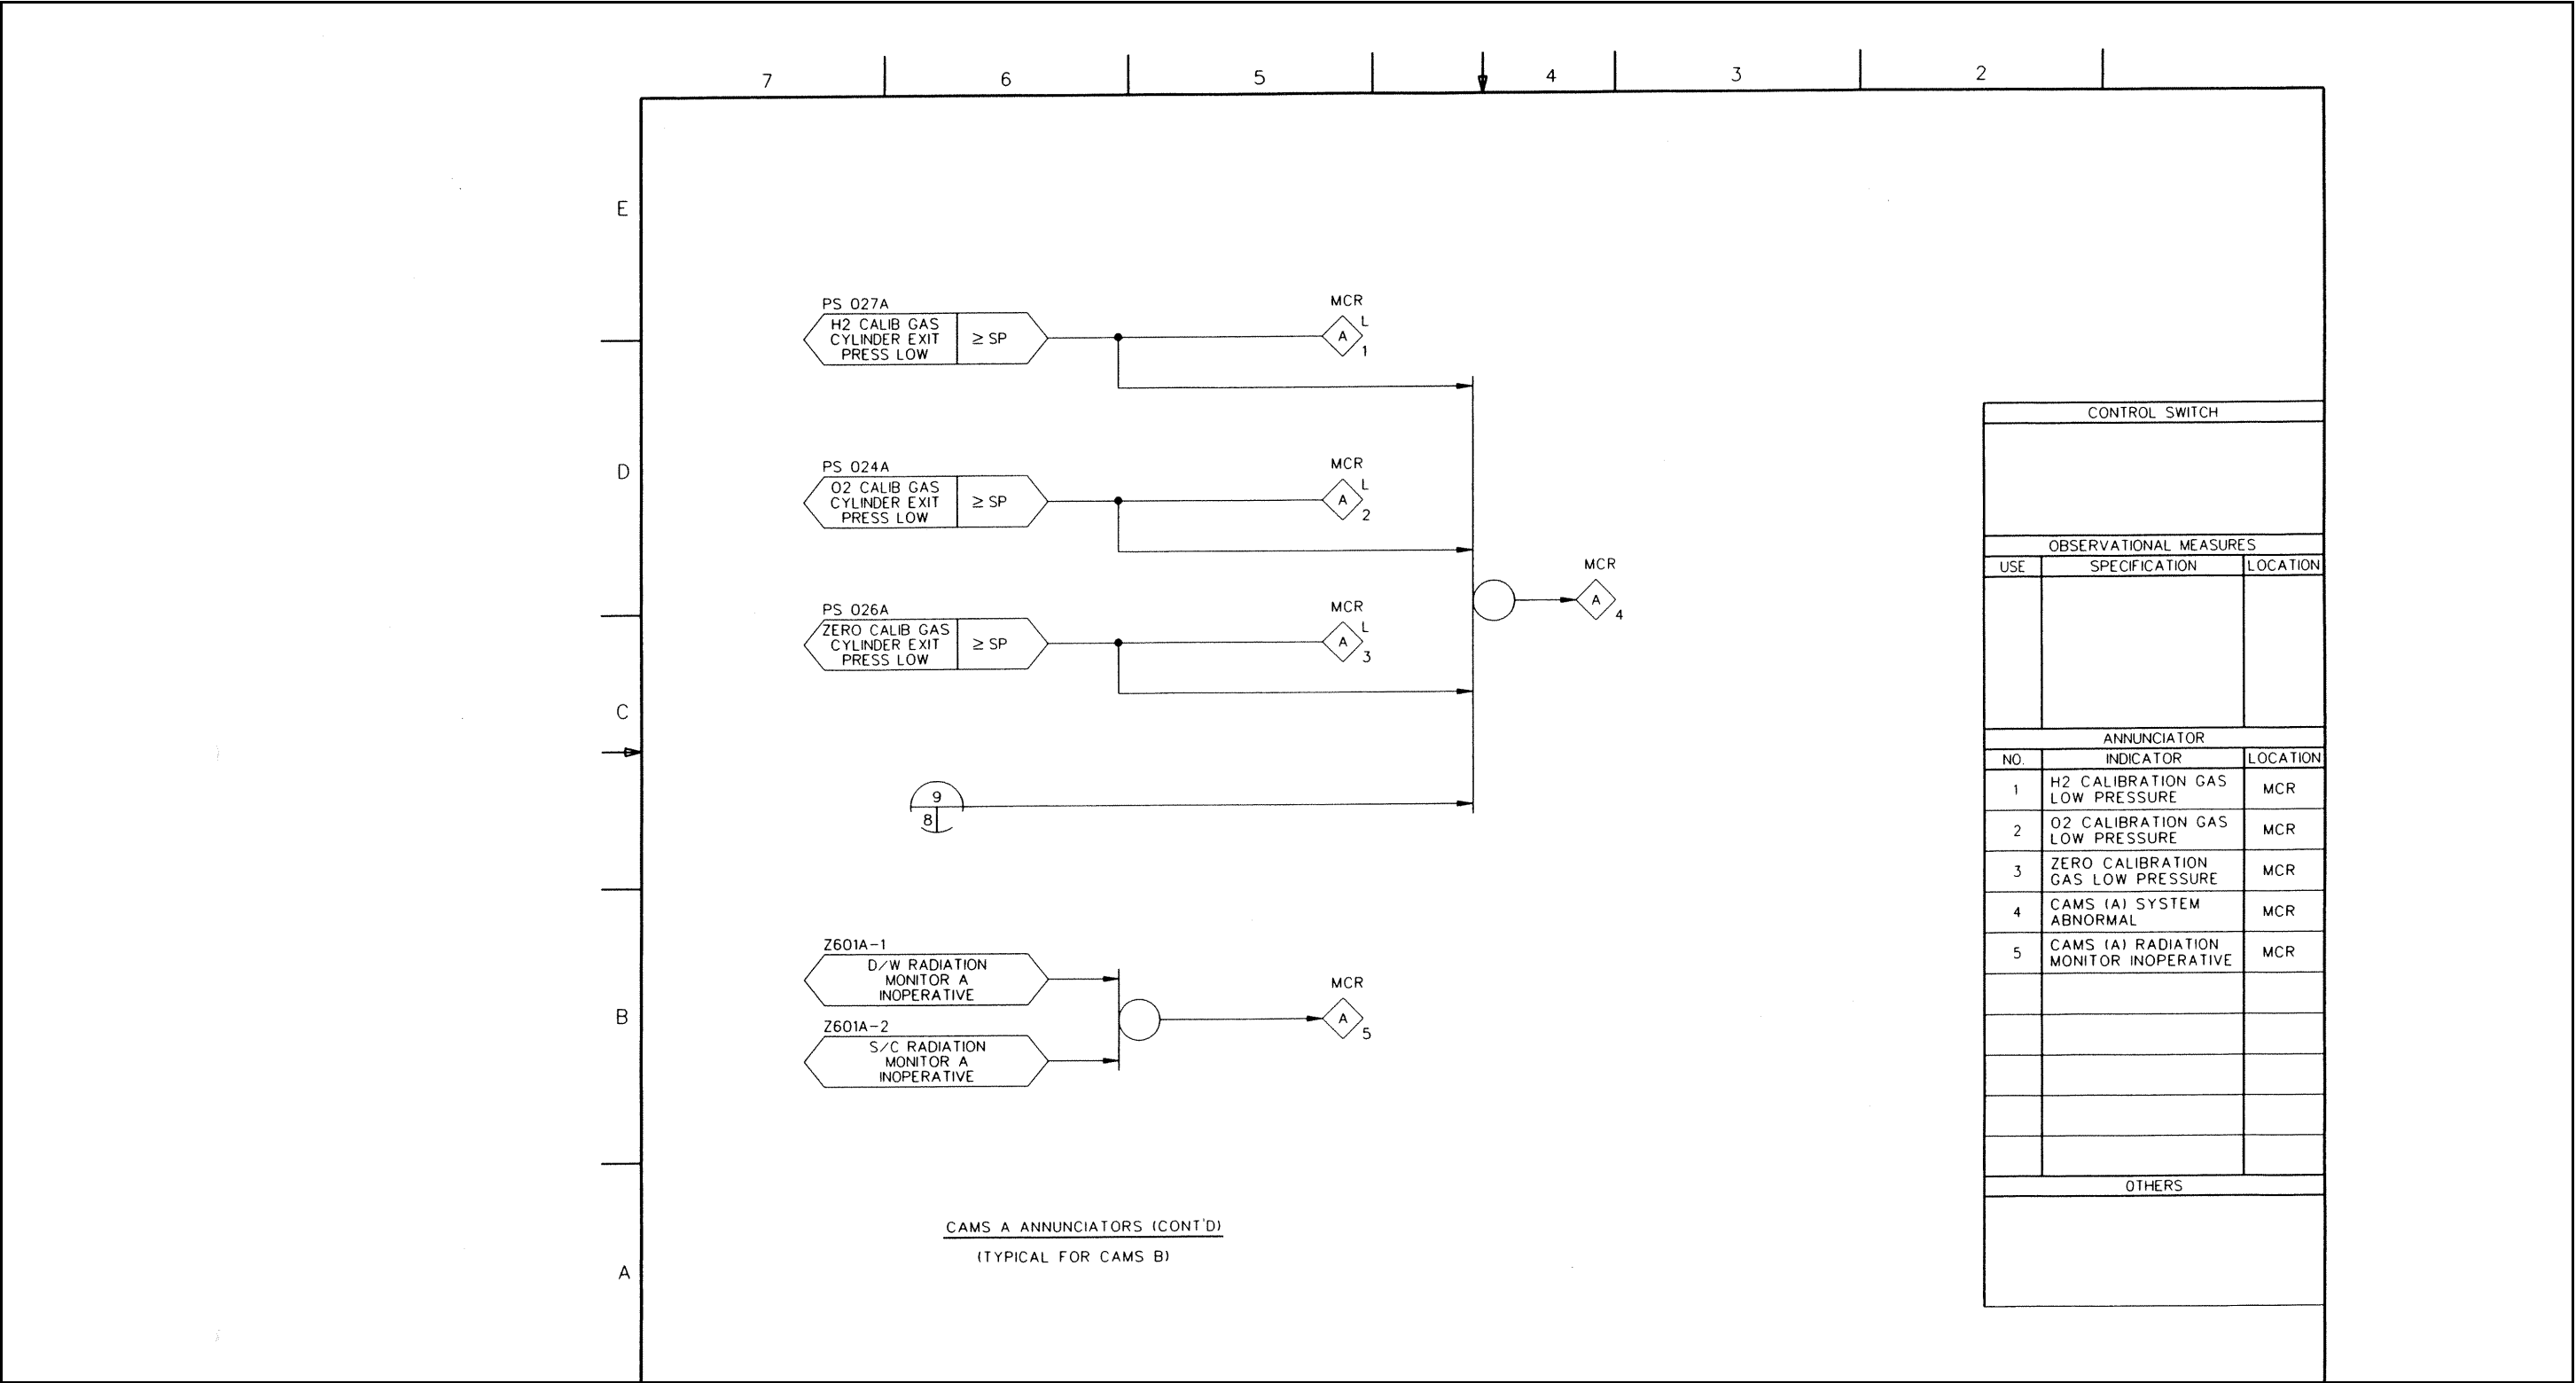 7 6 5 4 3 2
E
D
C
B
A
PS 027A
H2 CALIB GAS
CYLINDER EXIT
PRESS LOW
≥ SP
MCR
L
A
1
PS 024A
O2 CALIB GAS
CYLINDER EXIT
PRESS LOW
≥ SP
MCR
L
A
2
MCR
A
4
PS 026A
ZERO CALIB GAS
CYLINDER EXIT
PRESS LOW
≥ SP
MCR
L
A
3
9
8
Z601A-1
D/W RADIATION
MONITOR A
INOPERATIVE
MCR
A
5
Z601A-2
S/C RADIATION
MONITOR A
INOPERATIVE
CAMS A ANNUNCIATORS (CONT'D)
(TYPICAL FOR CAMS B)
CONTROL SWITCH
OBSERVATIONAL MEASURES
USE SPECIFICATION LOCATION
ANNUNCIATOR
NO. INDICATOR LOCATION
1 H2 CALIBRATION GAS
LOW PRESSURE MCR
2 O2 CALIBRATION GAS
LOW PRESSURE MCR
3 ZERO CALIBRATION
GAS LOW PRESSURE MCR
4 CAMS (A) SYSTEM
ABNORMAL MCR
5 CAMS (A) RADIATION
MONITOR INOPERATIVE MCR
OTHERS